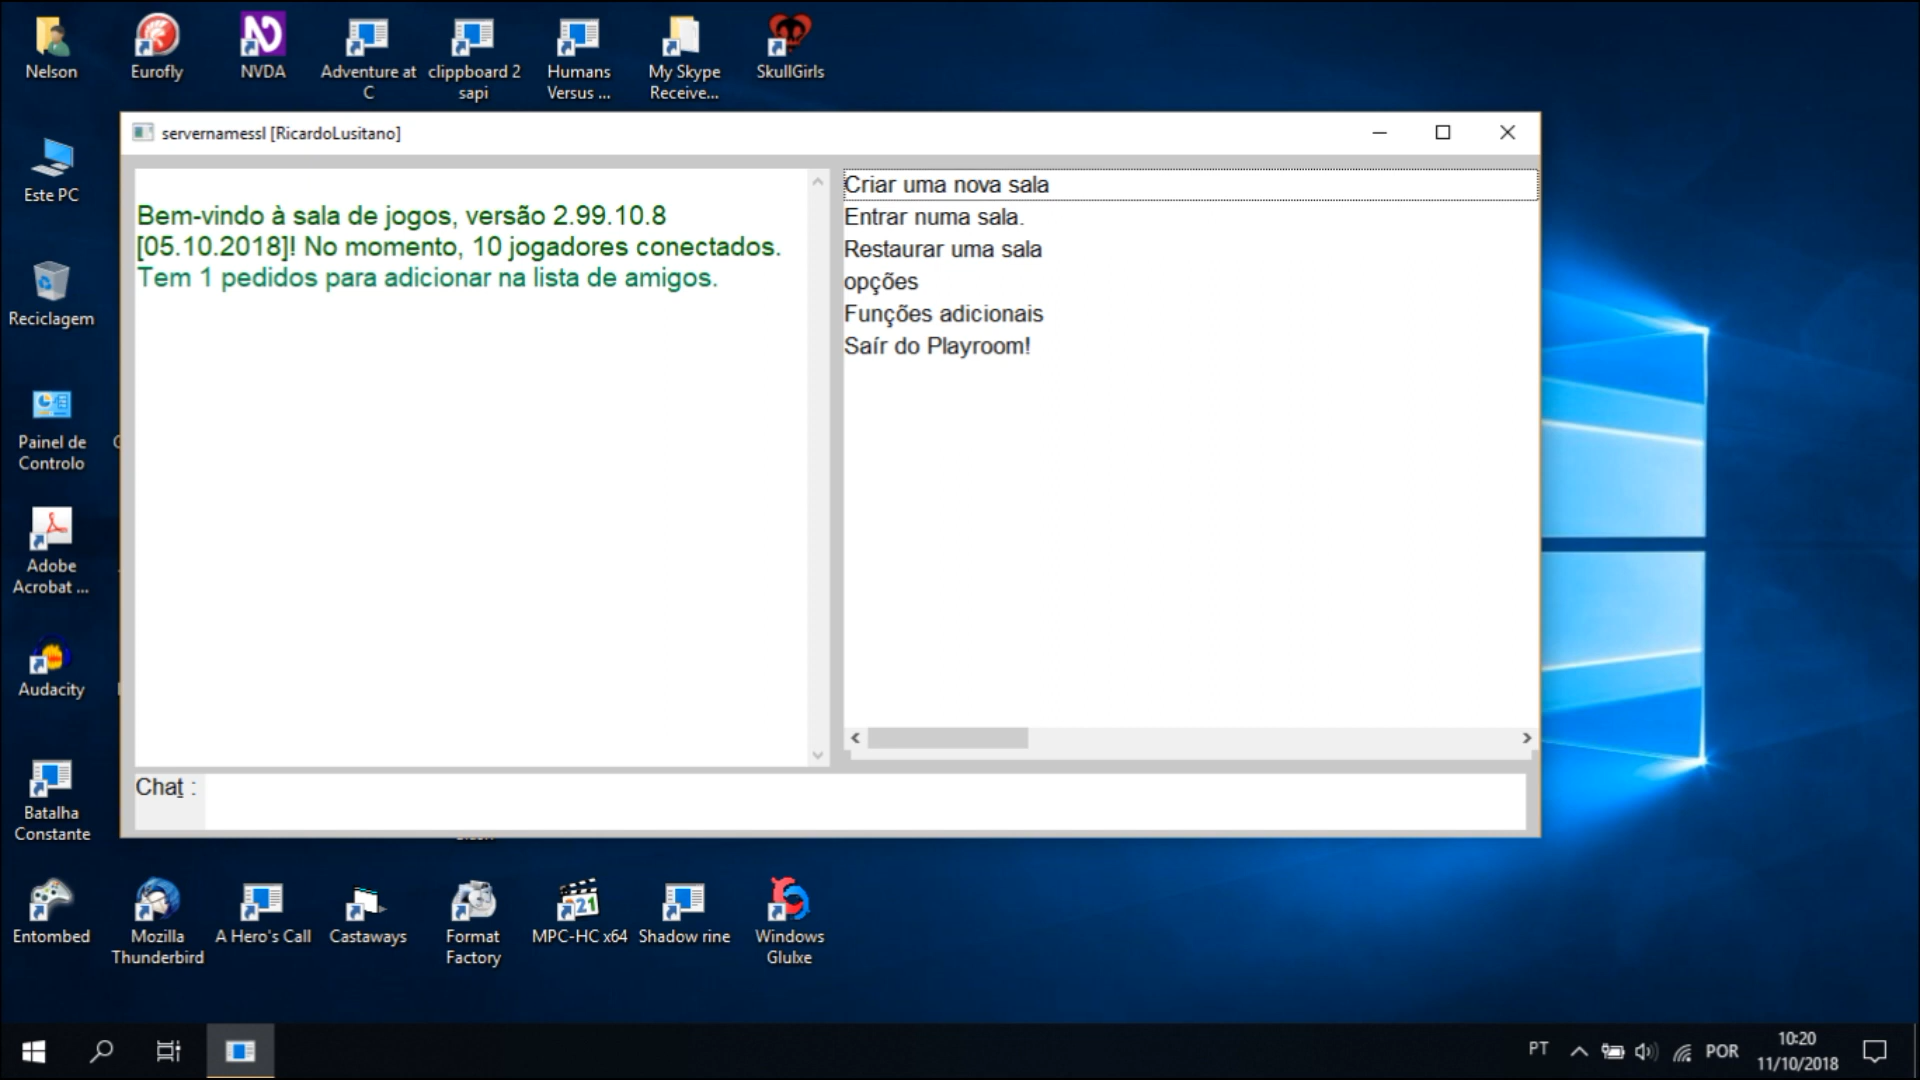 Nelson
Eurofly
NVDA
Adventure at
C
clippboard 2
sapi
Humans
Versus ...
My Skype
Receive...
SkullGirls
Este PC
Reciclagem
Painel de
Controlo
Adobe
Acrobat ...
Audacity
Batalha
Constante
servernamessl [RicardoLusitano]
Bem-vindo à sala de jogos, versão 2.99.10.8
[05.10.2018]! No momento, 10 jogadores conectados.
Tem 1 pedidos para adicionar na lista de amigos.
Criar uma nova sala
Entrar numa sala.
Restaurar uma sala
opções
Funções adicionais
Saír do Playroom!
Chat :
Entombed
Mozilla
Thunderbird
A Hero's Call
Castaways
Format
Factory
MPC-HC x64
Shadow rine
Windows
Glulxe
PT
POR
10:20
11/10/2018